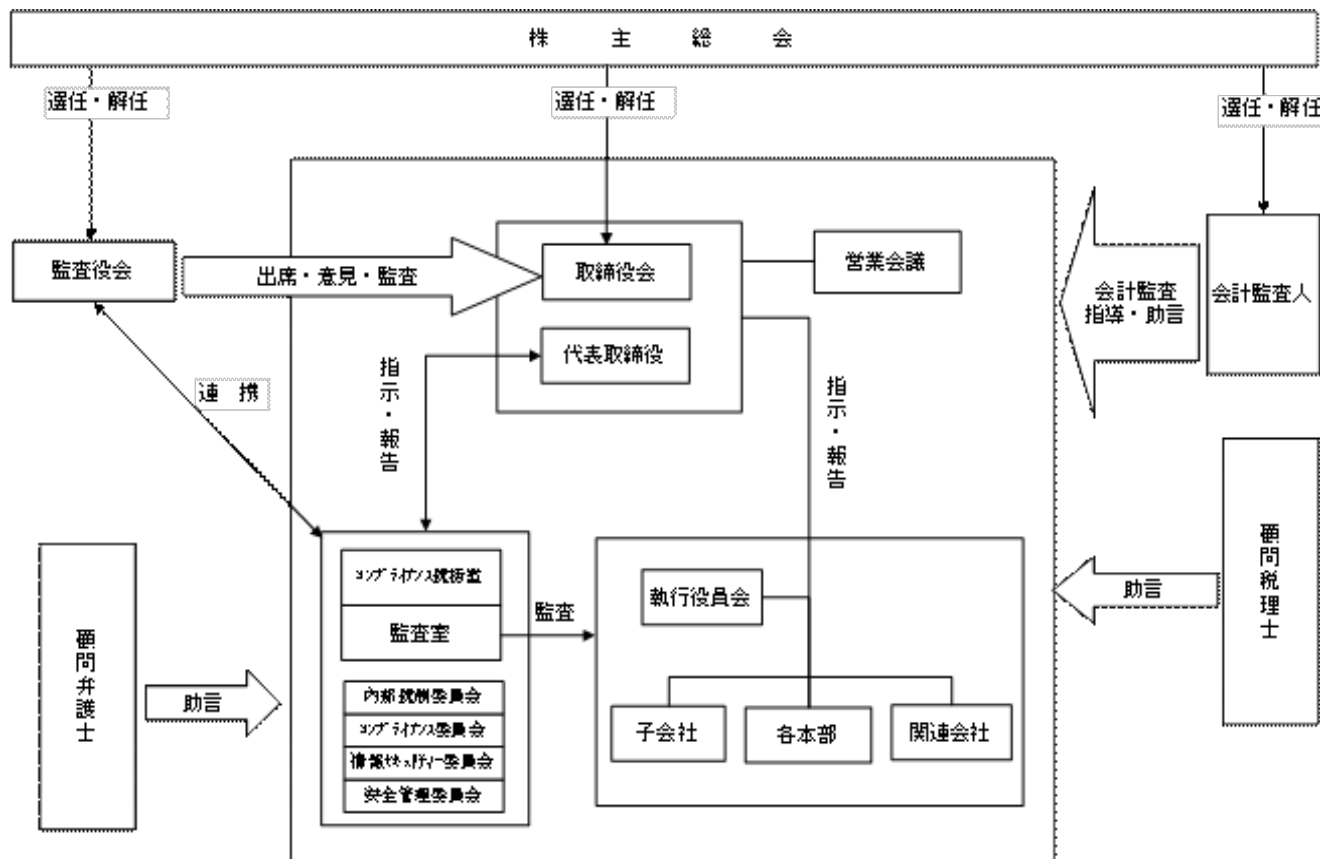 株主総会
選任・解任
選任・解任
選任・解任
監査役会
出席・意見・監査
取締役会
営業会議
会計監査
指導・助言
会計監査人
代表取締役
連携
指示・報告
指示・報告
コンプライアンス統括室
監査室
監査
執行役員会
内部統制委員会
コンプライアンス委員会
情報セキュリティー委員会
安全管理委員会
子会社
各本部
関連会社
顧問弁護士
助言
助言
顧問税理士